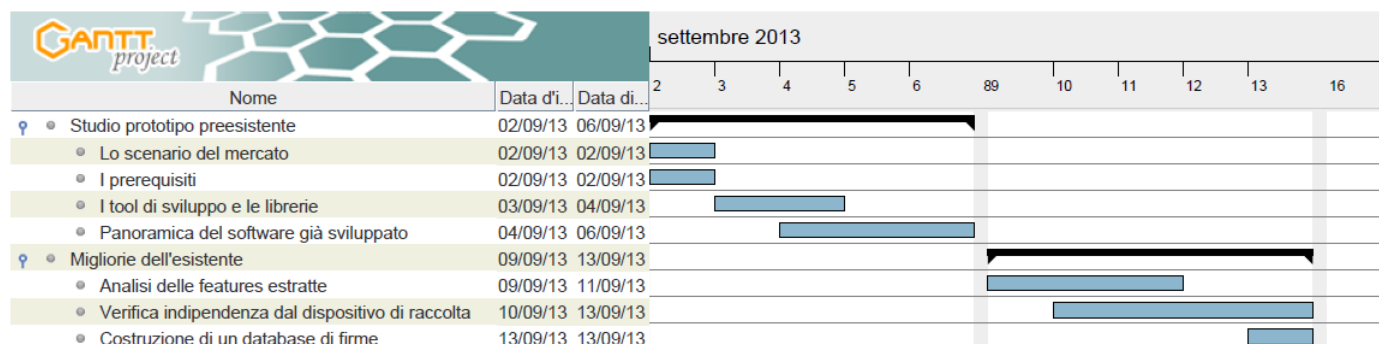 GANTT
project
settembre 2013
2 3 4 5 6 89 10 11 12 13 16
Nome Data d'i... Data di...
Studio prototipo preesistente 02/09/13 06/09/13
Lo scenario del mercato 02/09/13 02/09/13
I prerequisiti 02/09/13 02/09/13
I tool di sviluppo e le librerie 03/09/13 04/09/13
Panoramica del software già sviluppato 04/09/13 06/09/13
Migliorie dell'esistente 09/09/13 13/09/13
Analisi delle features estratte 09/09/13 11/09/13
Verifica indipendenza dal dispositivo di raccolta 10/09/13 13/09/13
Costruzione di un database di firme 13/09/13 13/09/13